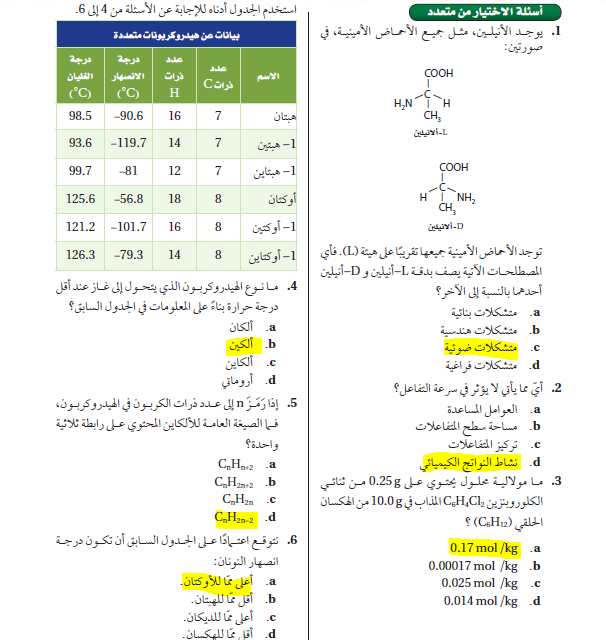 أسئلة الاختيار من متعدد
1. يوجد الأنيلين، مثل جميع الأحماض الأمينية، في
صورتين:
COOH
C
H₂N H
CH₃
L-ألانيلين
COOH
C
H NH₂
CH₃
D-ألانيلين
توجد الأحماض الأمينية جميعها تقريبًا على هيئة (L). فأي
المصطلحات الآتية يصف بدقة L-أنيلين و D-أنيلين
أحدهما بالنسبة إلى الآخر؟
a. متشكلات بنائية
b. متشكلات هندسية
c. متشكلات ضوئية
d. متشكلات فراغية
2. أيّ مما يأتي لا يؤثر في سرعة التفاعل؟
a. العوامل المساعدة
b. مساحة سطح المتفاعلات
c. تركيز المتفاعلات
d. نشاط النواتج الكيميائي
3. ما مولالية محلول يحتوي على 0.25 g من ثنائي
الكلوروبنزين C₆H₄Cl₂ المذاب في 10.0 g من الهكسان
الحلقي (C₆H₁₂) ؟
a. 0.17 mol /kg
b. 0.00017 mol /kg
c. 0.025 mol /kg
d. 0.014 mol /kg
استخدم الجدول أدناه للإجابة عن الأسئلة من 4 إلى 6.
بيانات عن هيدروكربونات متعددة
الاسم عدد ذرات C عدد ذرات H درجة الانصهار (°C) درجة الغليان (°C)
هبتان 7 16 −90.6 98.5
1- هبتين 7 14 −119.7 93.6
1- هبتاين 7 12 −81 99.7
أوكتان 8 18 −56.8 125.6
1- أوكتين 8 16 −101.7 121.2
1- أوكتاين 8 14 −79.3 126.3
4. ما نوع الهيدروكربون الذي يتحول إلى غاز عند أقل
درجة حرارة بناءً على المعلومات في الجدول السابق؟
a. ألكان
b. ألكين
c. ألكاين
d. أروماتي
5. إذا رَمَزَ n إلى عدد ذرات الكربون في الهيدروكربون،
فما الصيغة العامة للألكاين المحتوي على رابطة ثلاثية
واحدة؟
a. CₙHₙ₊₂
b. CₙH₂ₙ₊₂
c. CₙH₂ₙ
d. CₙH₂ₙ₋₂
6. نتوقع اعتمادًا على الجدول السابق أن تكون درجة
انصهار النونان:
a. أعلى ممّا للأوكتان.
b. أقل ممّا للهبتان.
c. أعلى ممّا للديكان.
d. أقل ممّا للهكسان.